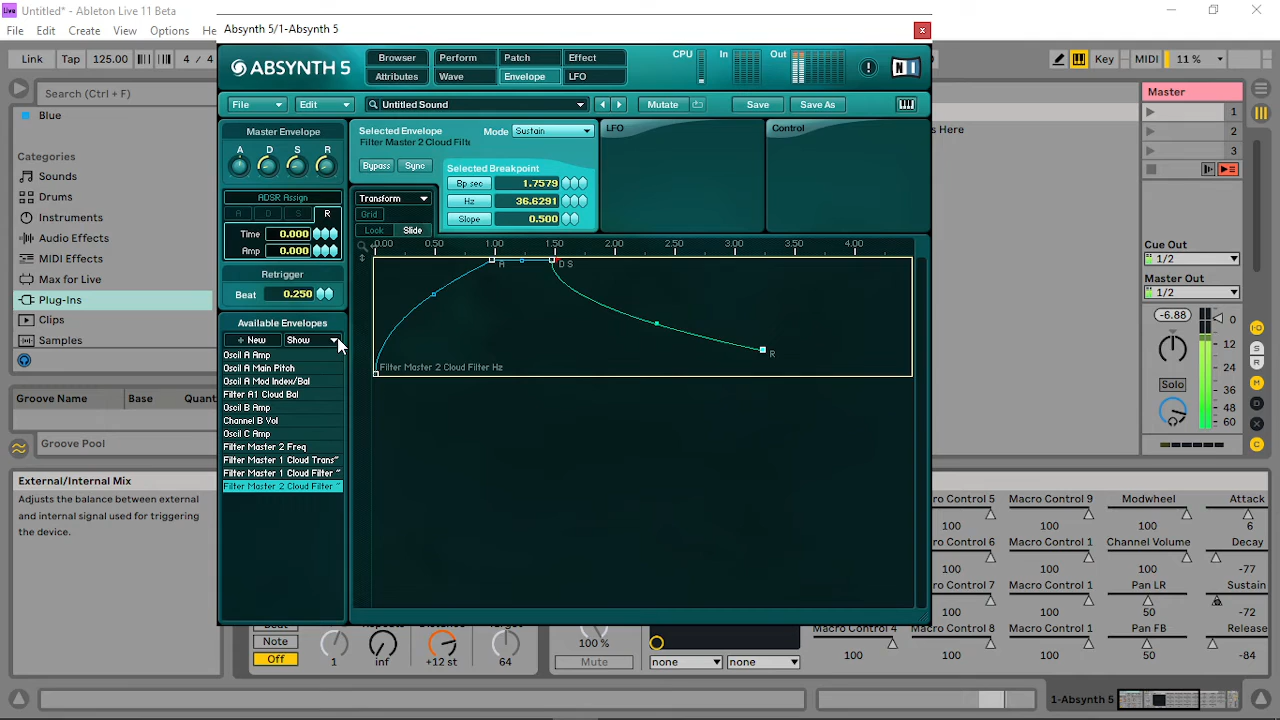 Untitled* - Ableton Live 11 Beta
File Edit Create View Options He
Link Tap 125.00 4 / 4
Key MIDI 11 %
Search (Ctrl + F)
Blue
Categories
Sounds
Drums
Instruments
Audio Effects
MIDI Effects
Max for Live
Plug-Ins
Clips
Samples
Groove Name Base Quant
Groove Pool
External/Internal Mix
Adjusts the balance between external
and internal signal used for triggering
the device.
Absynth 5/1-Absynth 5
ABSYNTH 5
Browser Perform Patch Effect
Attributes Wave Envelope LFO
CPU In Out
File Edit Untitled Sound Mutate Save Save As
Master Envelope
A D S R
ADSR Assign
A D S R
Time 0.000
Amp 0.000
Retrigger
Beat 0.250
Available Envelopes
+ New Show
Oscil A Amp
Oscil A Main Pitch
Oscil A Mod Index/Bal
Filter A1 Cloud Bal
Oscil B Amp
Channel B Vol
Oscil C Amp
Filter Master 2 Freq
Filter Master 1 Cloud Trans~
Filter Master 1 Cloud Filter ~
Filter Master 2 Cloud Filter ~
Selected Envelope Mode Sustain
Filter Master 2 Cloud Filte
Bypass Sync
Selected Breakpoint
Bp sec 1.7579
Hz 36.6291
Slope 0.500
Transform
Grid
Lock Slide
LFO
Control
0.00 0.50 1.00 1.50 2.00 2.50 3.00 3.50 4.00
A D S
R
Filter Master 2 Cloud Filter Hz
Master
1
2
3
s Here
Cue Out
1/2
Master Out
1/2
-6.88 0
12
24
36
48
60
Solo
Note
Off
1 inf +12 st 64
100 %
Mute
none none
ro Control 5 Macro Control 9 Modwheel Attack
100 100 100 6
ro Control 6 Macro Control 1 Channel Volume Decay
100 100 100 -77
ro Control 7 Macro Control 1 Pan LR Sustain
100 100 50 -72
Macro Control 4 Macro Control 8 Macro Control 1 Pan FB Release
100 100 100 50 -84
1-Absynth 5